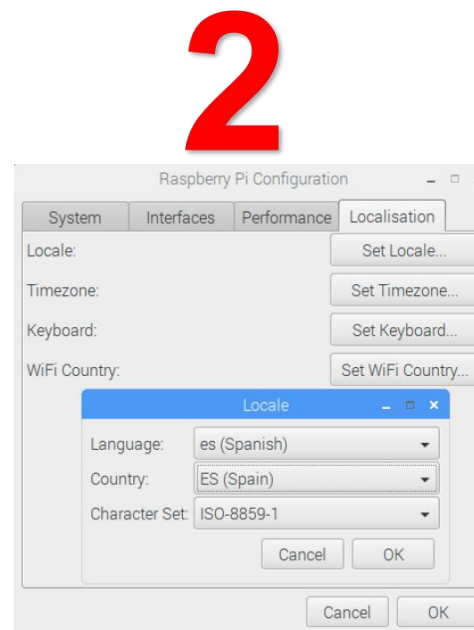 2
Raspberry Pi Configuration
System Interfaces Performance Localisation
Locale: Set Locale...
Timezone: Set Timezone...
Keyboard: Set Keyboard...
WiFi Country: Set WiFi Country...
Locale
Language: es (Spanish)
Country: ES (Spain)
Character Set: ISO-8859-1
Cancel OK
Cancel OK